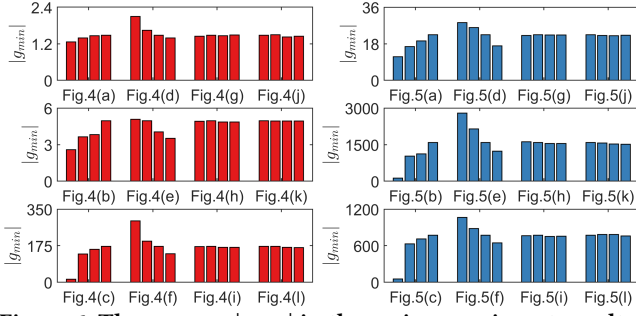 2.4
1.2
0
|g_min|
Fig.4(a) Fig.4(d) Fig.4(g) Fig.4(j)
36
18
0
|g_min|
Fig.5(a) Fig.5(d) Fig.5(g) Fig.5(j)
6
3
0
|g_min|
Fig.4(b) Fig.4(e) Fig.4(h) Fig.4(k)
3000
1500
0
|g_min|
Fig.5(b) Fig.5(e) Fig.5(h) Fig.5(k)
350
175
0
|g_min|
Fig.4(c) Fig.4(f) Fig.4(i) Fig.4(l)
1200
600
0
|g_min|
Fig.5(c) Fig.5(f) Fig.5(i) Fig.5(l)